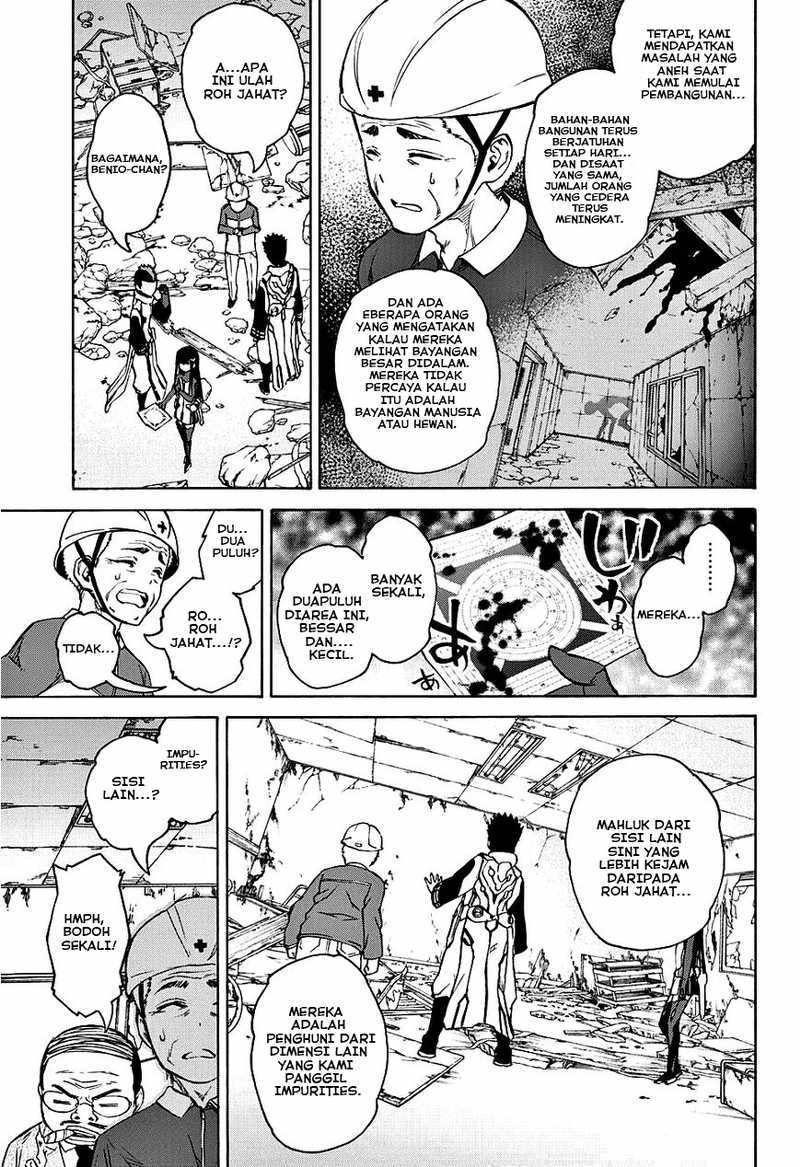 TETAPI, KAMI
MENDAPATKAN
MASALAH YANG
ANEH SAAT
KAMI MEMULAI
PEMBANGUNAN...
BAHAN-BAHAN
BANGUNAN TERUS
BERJATUHAN
SETIAP HARI...
DAN DISAAT
YANG SAMA,
JUMLAH ORANG
YANG CEDERA
TERUS
MENINGKAT.
DAN ADA
EBERAPA ORANG
YANG MENGATAKAN
KALAU MEREKA
MELIHAT BAYANGAN
BESAR DIDALAM.
MEREKA TIDAK
PERCAYA KALAU
ITU ADALAH
BAYANGAN MANUSIA
ATAU HEWAN.
A...APA
INI ULAH
ROH JAHAT?
BAGAIMANA,
BENIO-CHAN?
.......
MEREKA...
じわぁ
ぁぁ
BANYAK
SEKALI,
ADA
DUAPULUH
DIAREA INI,
BESSAR
DAN....
KECIL.
DU...
DUA
PULUH?
RO...
ROH
JAHAT...!?
TIDAK...
MAHLUK DARI
SISI LAIN
SINI YANG
LEBIH KEJAM
DARIPADA
ROH JAHAT...
MEREKA
ADALAH
PENGHUNI DARI
DIMENSI LAIN
YANG KAMI
PANGGIL
IMPURITIES.
IMPU-
RITIES?
SISI
LAIN...?
HMPH,
BODOH
SEKALI!